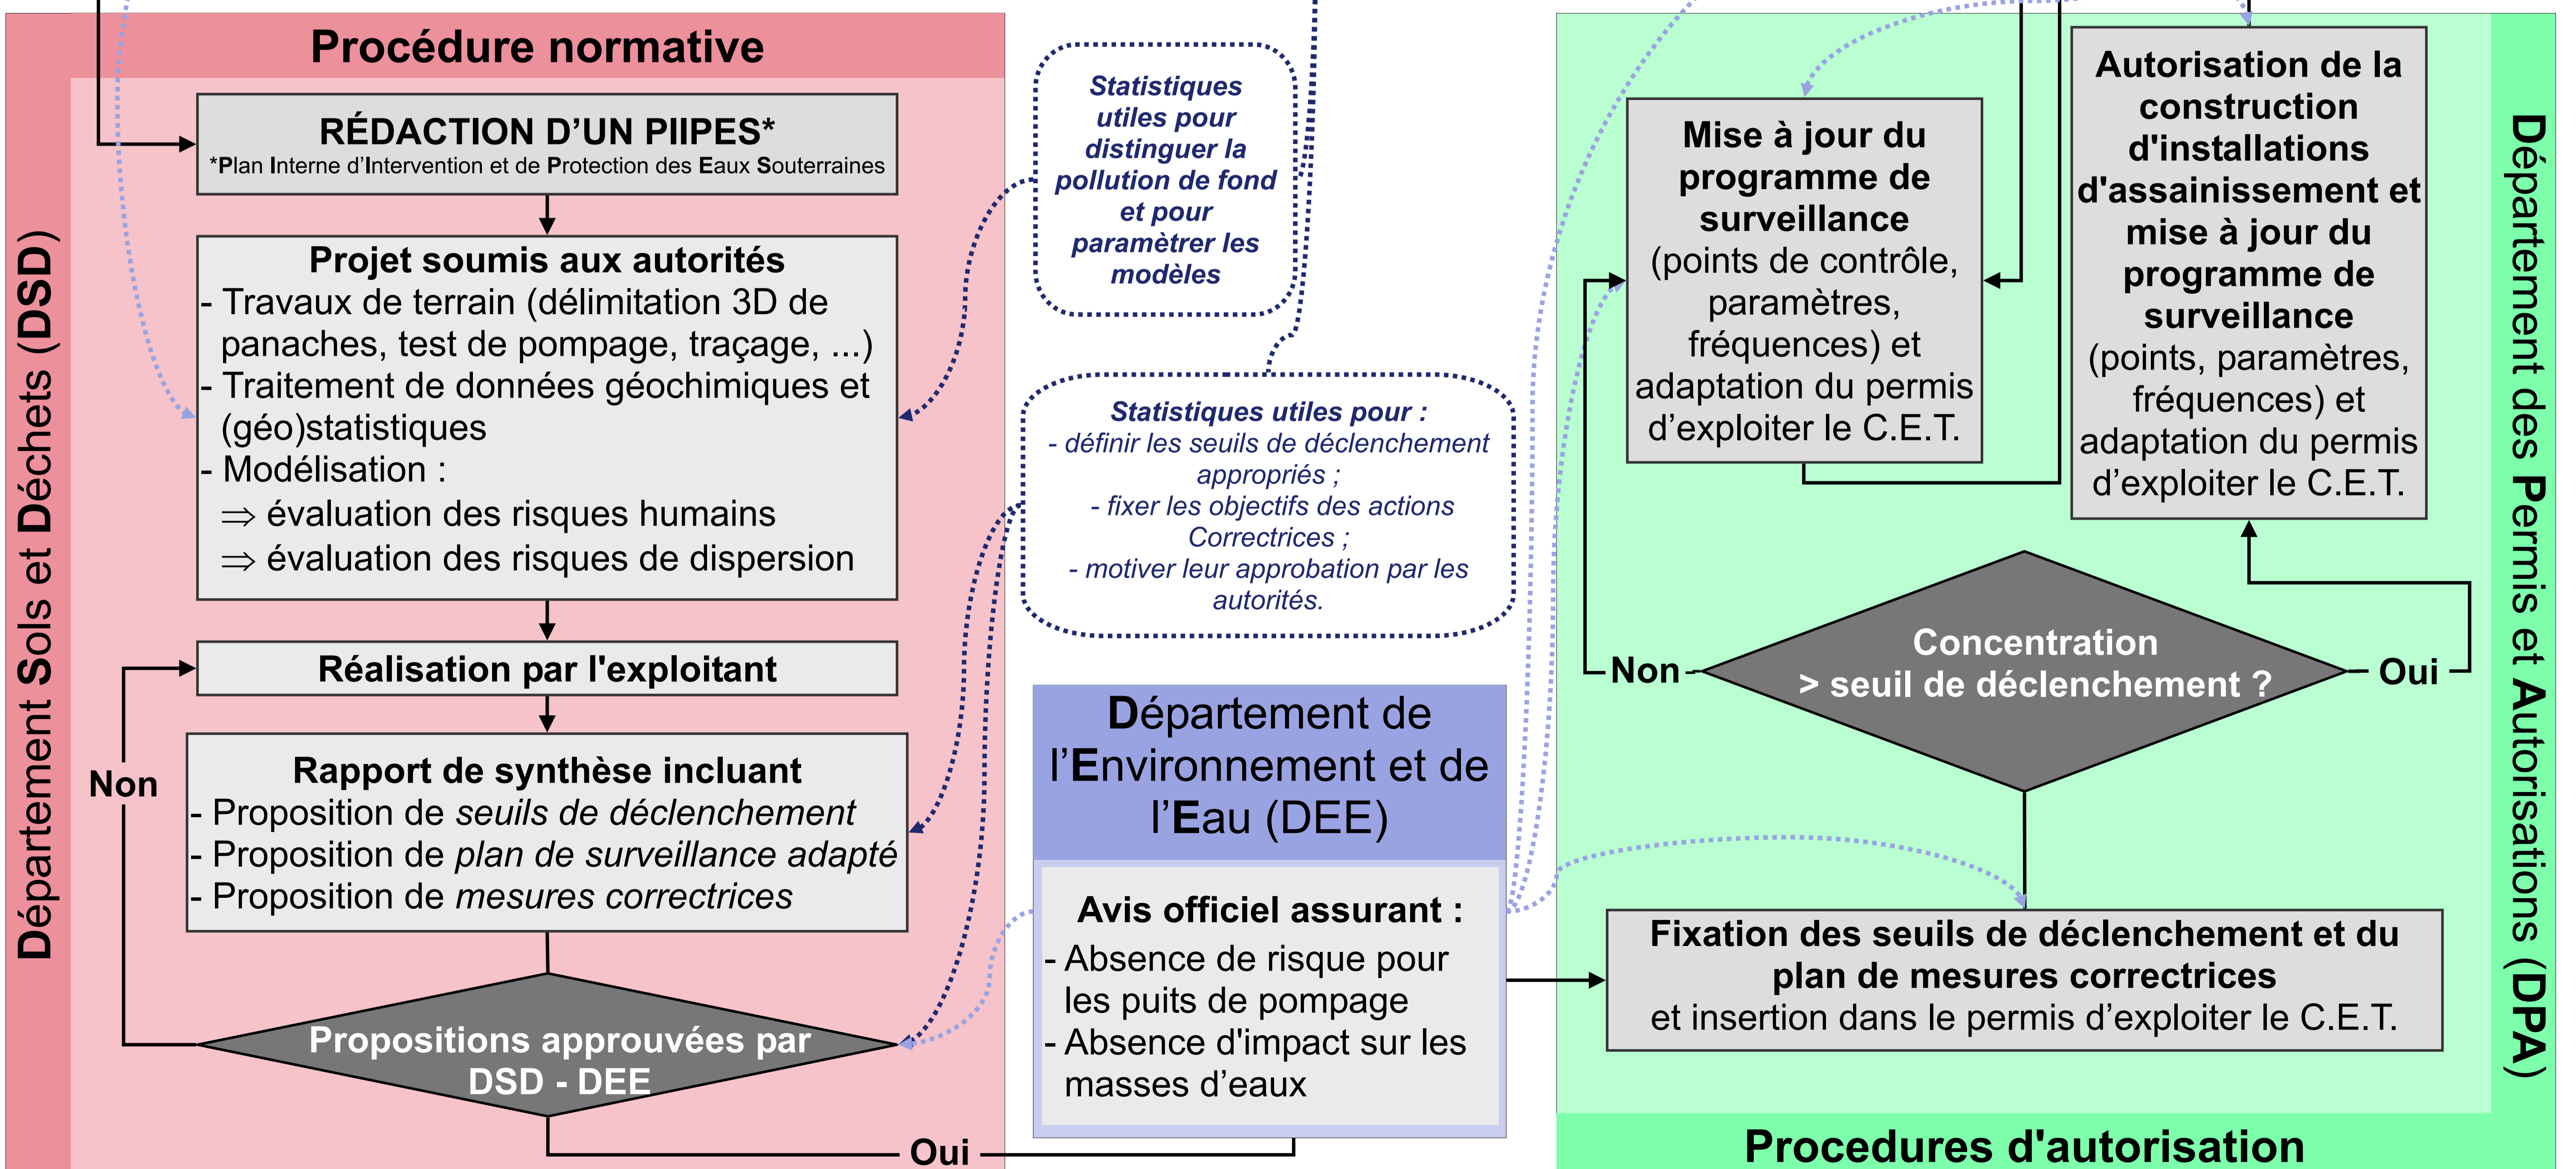 Procédure normative
Département Sols et Déchets (DSD)
RÉDACTION D’UN PIIPES*
*Plan Interne d’Intervention et de Protection des Eaux Souterraines
Projet soumis aux autorités
- Travaux de terrain (délimitation 3D de
panaches, test de pompage, traçage, ...)
- Traitement de données géochimiques et
(géo)statistiques
- Modélisation :
⇒ évaluation des risques humains
⇒ évaluation des risques de dispersion
Réalisation par l'exploitant
Non
Rapport de synthèse incluant
- Proposition de seuils de déclenchement
- Proposition de plan de surveillance adapté
- Proposition de mesures correctrices
Propositions approuvées par
DSD - DEE
Oui
Statistiques
utiles pour
distinguer la
pollution de fond
et pour
paramètrer les
modèles
Statistiques utiles pour :
- définir les seuils de déclenchement
appropriés ;
- fixer les objectifs des actions
Correctrices ;
- motiver leur approbation par les
autorités.
Département de
l’Environnement et de
l’Eau (DEE)
Avis officiel assurant :
- Absence de risque pour
les puits de pompage
- Absence d'impact sur les
masses d’eaux
Mise à jour du
programme de
surveillance
(points de contrôle,
paramètres,
fréquences) et
adaptation du permis
d’exploiter le C.E.T.
Autorisation de la
construction
d'installations
d'assainissement et
mise à jour du
programme de
surveillance
(points, paramètres,
fréquences) et
adaptation du permis
d’exploiter le C.E.T.
Concentration
> seuil de déclenchement ?
Non
Oui
Fixation des seuils de déclenchement et du
plan de mesures correctrices
et insertion dans le permis d’exploiter le C.E.T.
Département des Permis et Autorisations (DPA)
Procedures d'autorisation